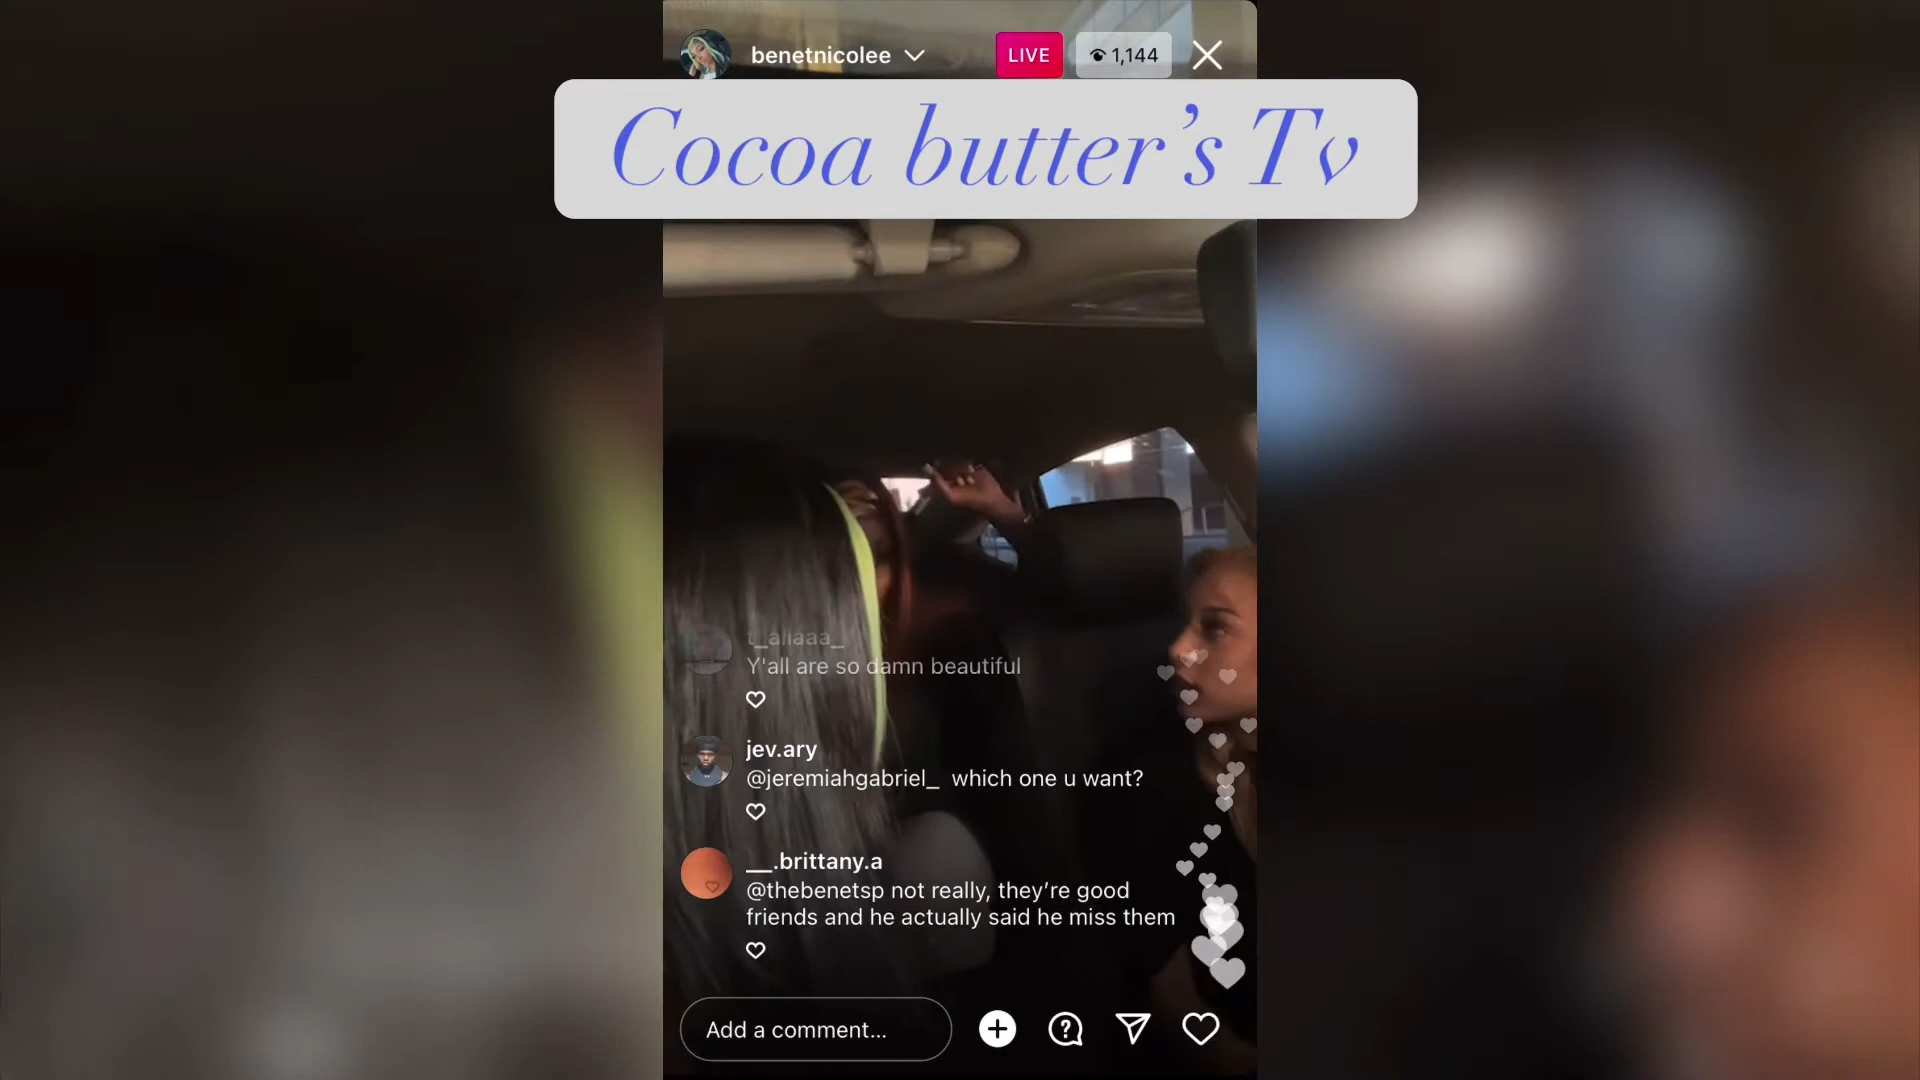 benetnicolee
LIVE
1,144
Cocoa butter’s Tv
t_aliaaa_
Y'all are so damn beautiful
jev.ary
@jeremiahgabriel_ which one u want?
__.brittany.a
@thebenetsp not really, they’re good
friends and he actually said he miss them
Add a comment...